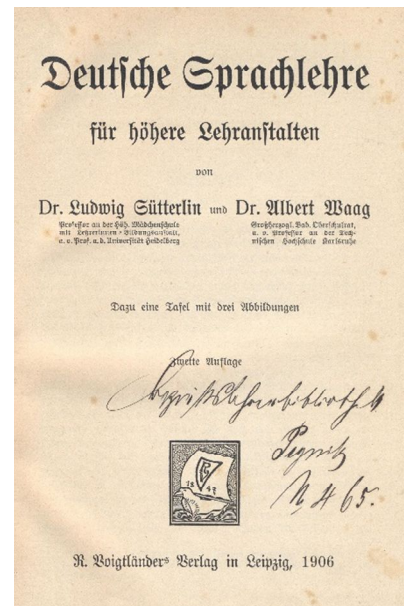 Deutsche Sprachlehre
für höhere Lehranstalten
von
Dr. Ludwig Sütterlin und Dr. Albert Waag
Professor an der Höh. Mädchenschule
mit Lehrerinnen-Bildungsanstalt,
a. o. Prof. a. d. Universität Heidelberg
Großherzogl. Bad. Oberschulrat,
a. o. Professor an der Tech-
nischen Hochschule Karlsruhe
Dazu eine Tafel mit drei Abbildungen
Zweite Auflage
Bezirkslehrerbibliothek
Pegnitz
N 465.
R. Voigtländers Verlag in Leipzig, 1906